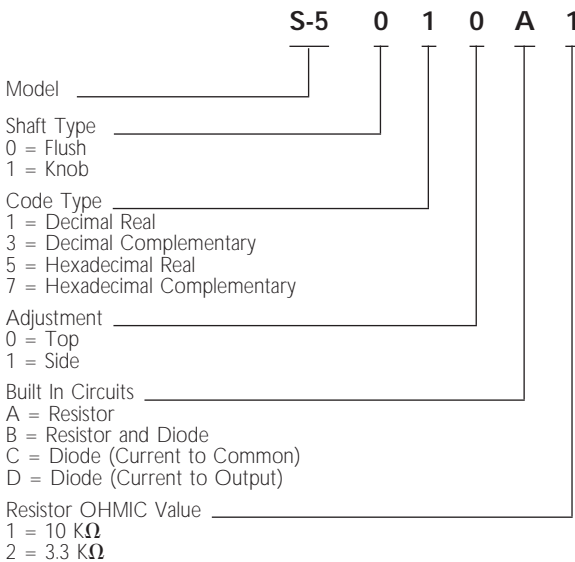 S-5 0 1 0 A 1
Model
Shaft Type
0 = Flush
1 = Knob
Code Type
1 = Decimal Real
3 = Decimal Complementary
5 = Hexadecimal Real
7 = Hexadecimal Complementary
Adjustment
0 = Top
1 = Side
Built In Circuits
A = Resistor
B = Resistor and Diode
C = Diode (Current to Common)
D = Diode (Current to Output)
Resistor OHMIC Value
1 = 10 KΩ
2 = 3.3 KΩ